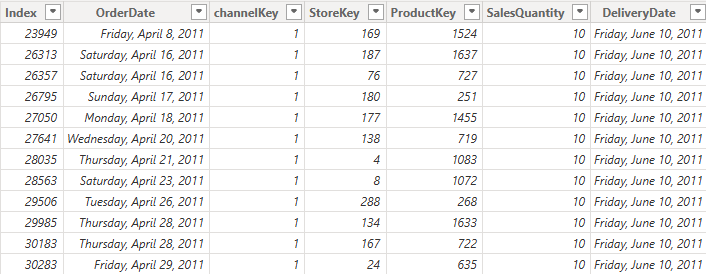 Index OrderDate channelKey StoreKey ProductKey SalesQuantity DeliveryDate
23949 Friday, April 8, 2011 1 169 1524 10 Friday, June 10, 2011
26313 Saturday, April 16, 2011 1 187 1637 10 Friday, June 10, 2011
26357 Saturday, April 16, 2011 1 76 727 10 Friday, June 10, 2011
26795 Sunday, April 17, 2011 1 180 251 10 Friday, June 10, 2011
27050 Monday, April 18, 2011 1 177 1455 10 Friday, June 10, 2011
27641 Wednesday, April 20, 2011 1 138 719 10 Friday, June 10, 2011
28035 Thursday, April 21, 2011 1 4 1083 10 Friday, June 10, 2011
28563 Saturday, April 23, 2011 1 8 1072 10 Friday, June 10, 2011
29506 Tuesday, April 26, 2011 1 288 268 10 Friday, June 10, 2011
29985 Thursday, April 28, 2011 1 134 1633 10 Friday, June 10, 2011
30183 Thursday, April 28, 2011 1 167 722 10 Friday, June 10, 2011
30283 Friday, April 29, 2011 1 24 635 10 Friday, June 10, 2011